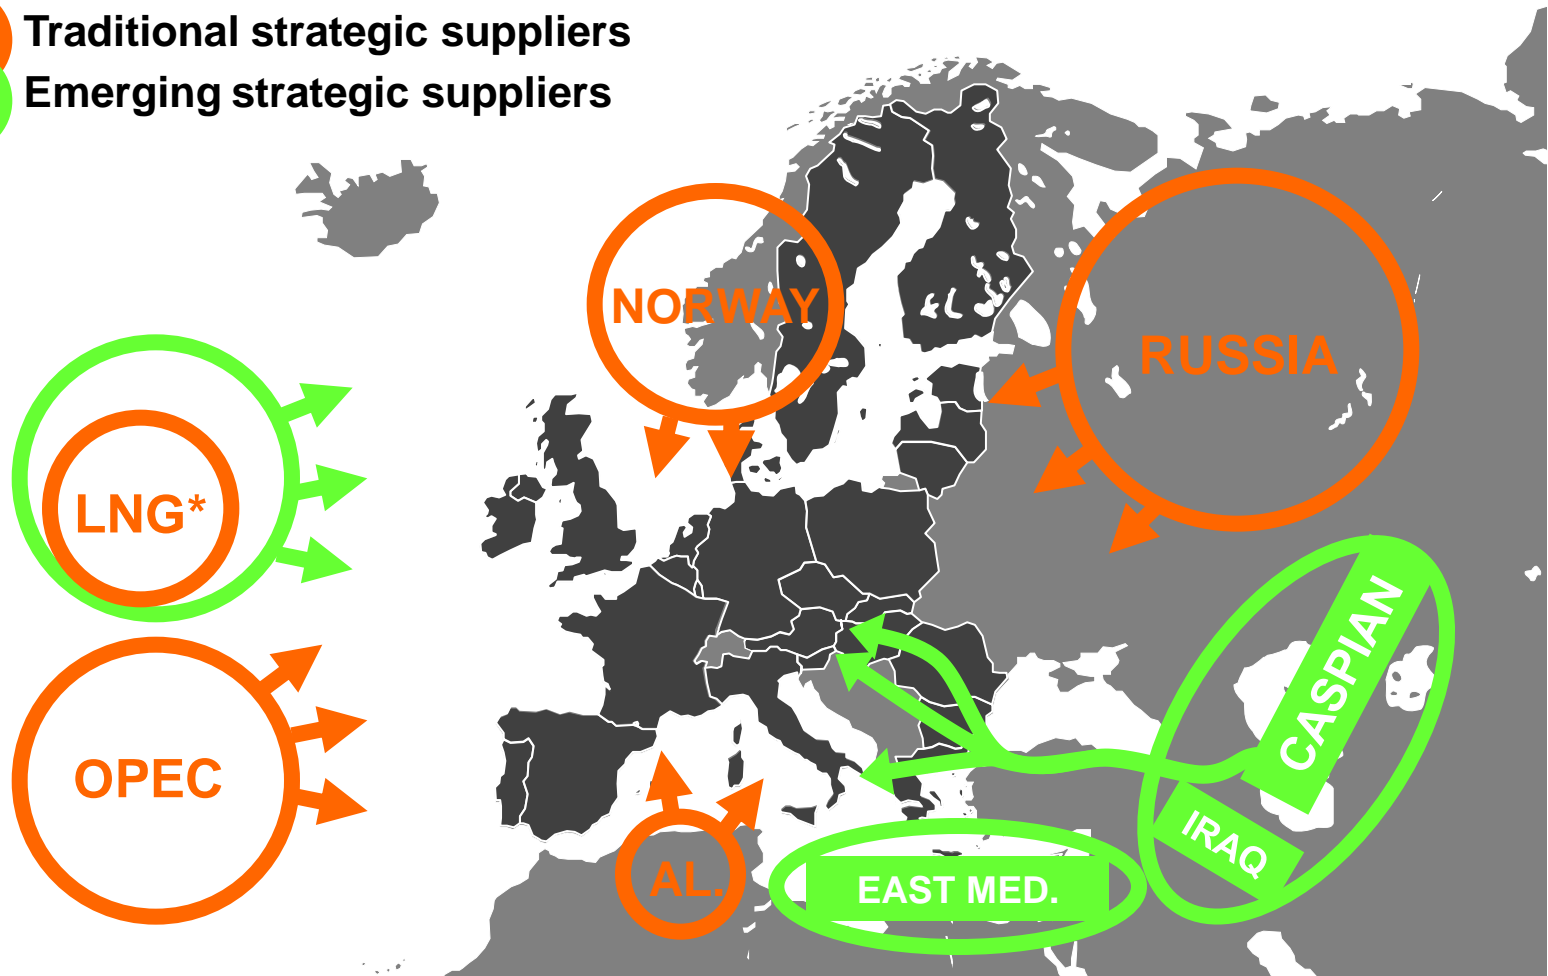 Traditional strategic suppliers
Emerging strategic suppliers
NORWAY
RUSSIA
LNG*
CASPIAN
OPEC
IRAQ
AL.
EAST MED.